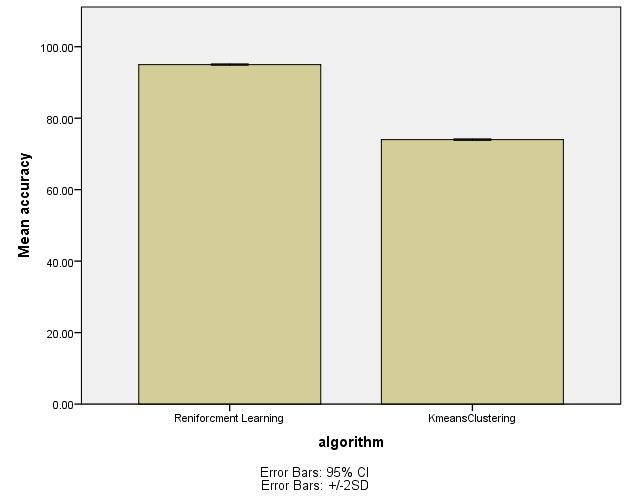 Mean accuracy
100.00
80.00
60.00
40.00
20.00
0.00
Reniforcment Learning
KmeansClustering
algorithm
Error Bars: 95% CI
Error Bars: +/-2SD